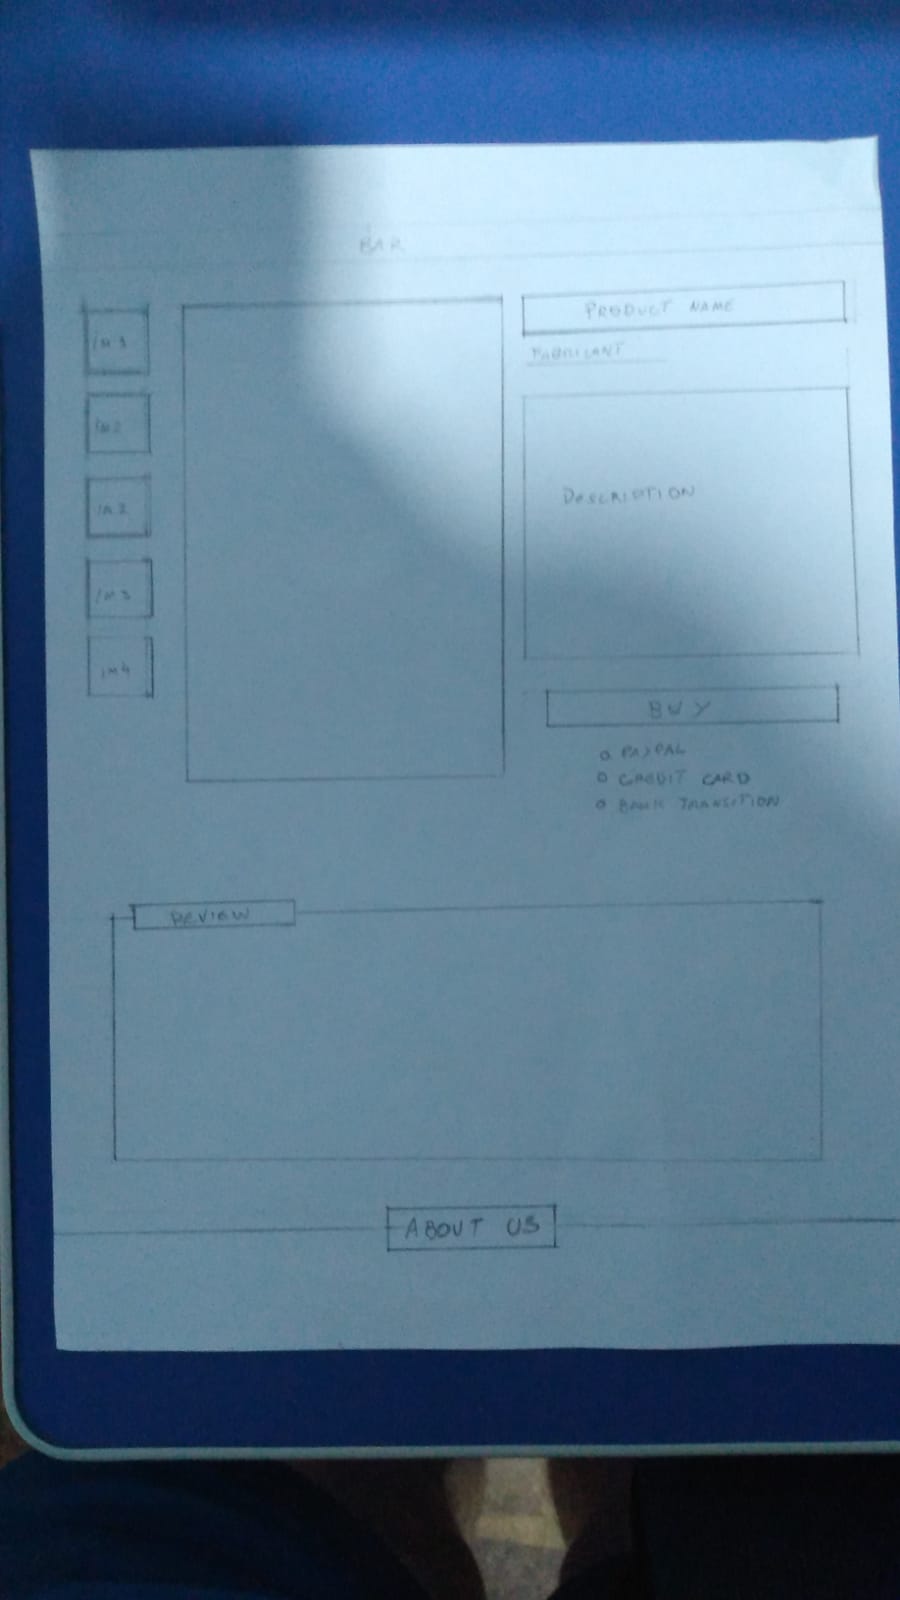 BAR
PRODUCT NAME
FABRICANT
IM 1
IM 2
IM 2
IM 3
IM 4
DESCRIPTION
BUY
PAYPAL
CREDIT CARD
BANK TRANSITION
REVIEW
ABOUT US